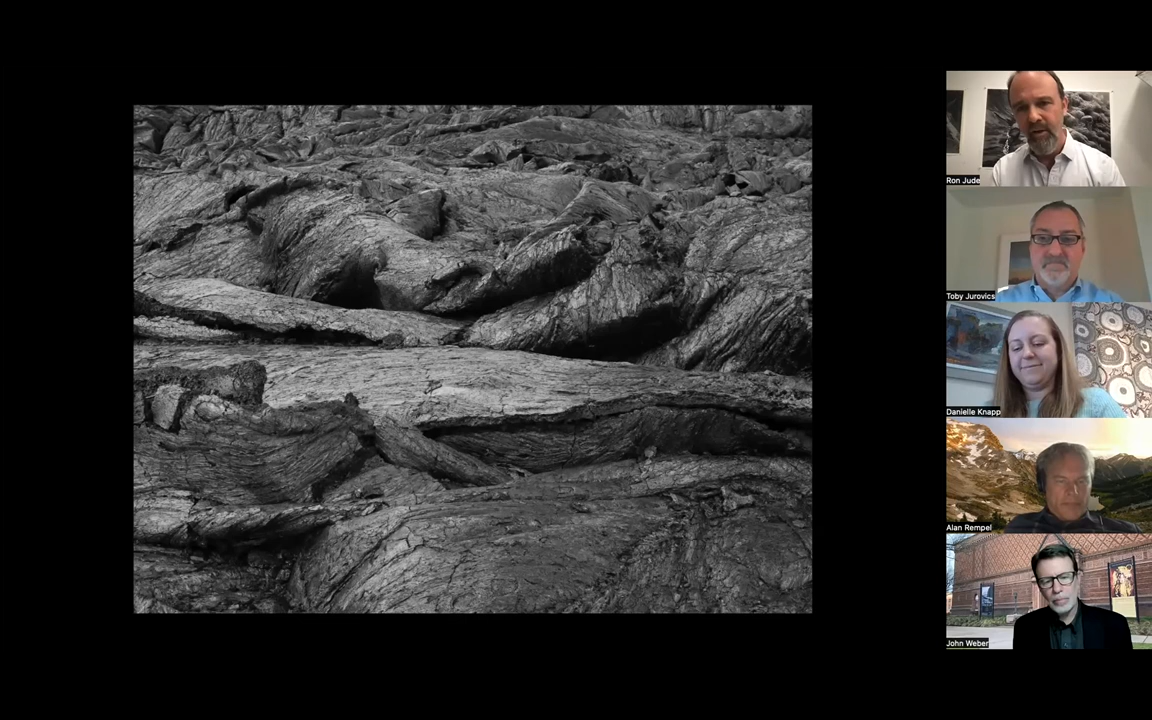 Ron Jude
Toby Jurovics
Danielle Knapp
Alan Rempel
John Weber